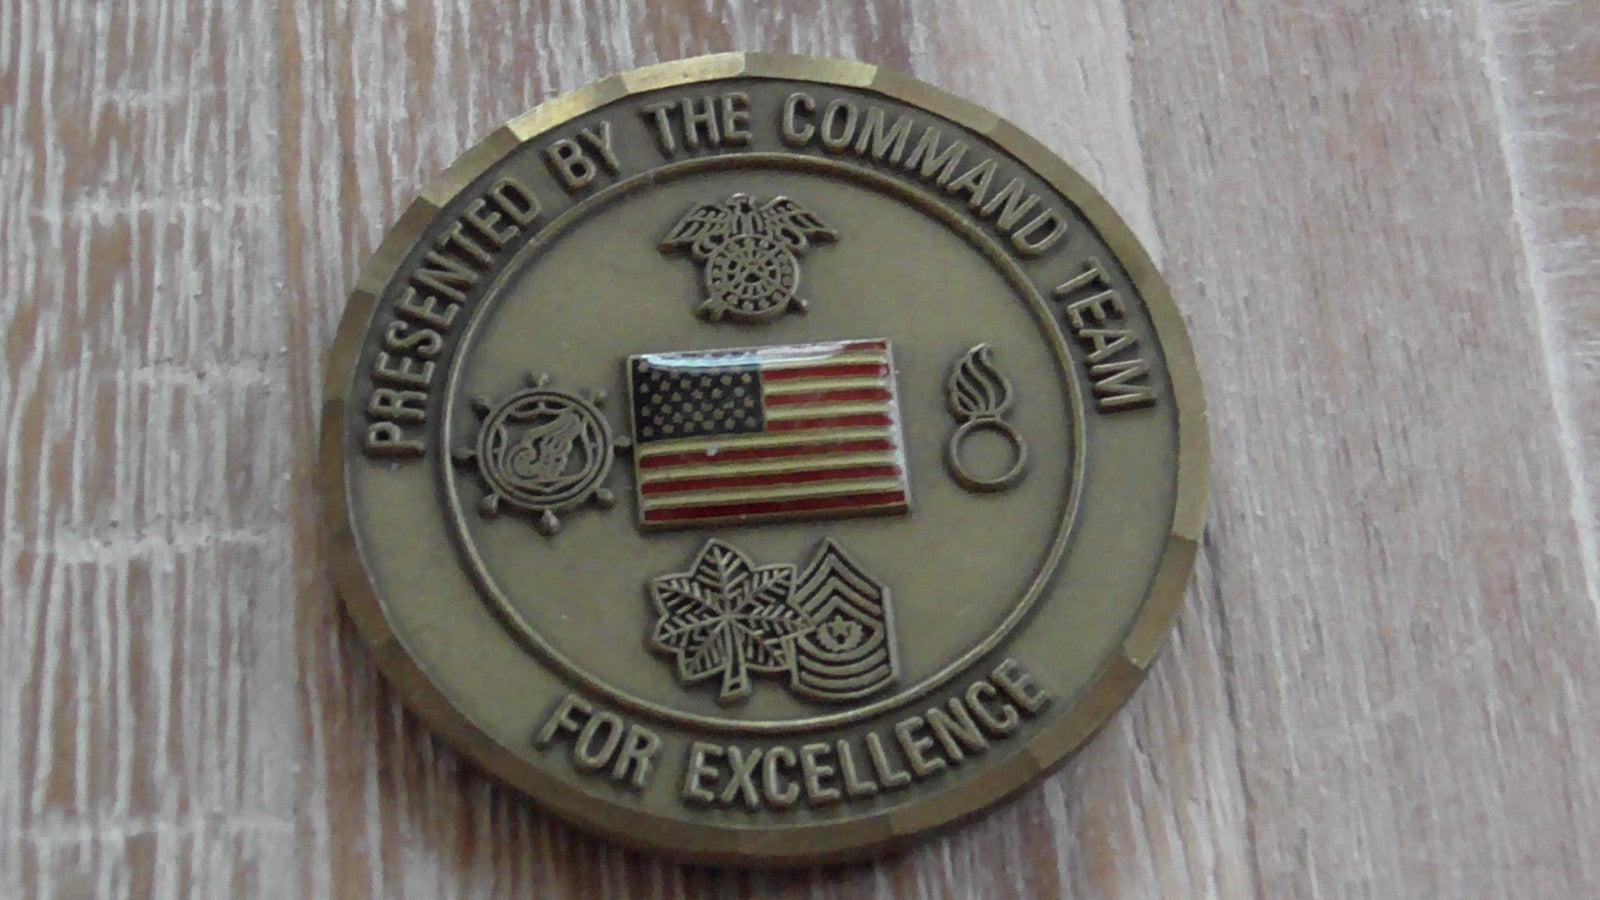 PRESENTED BY THE COMMAND TEAM
FOR EXCELLENCE